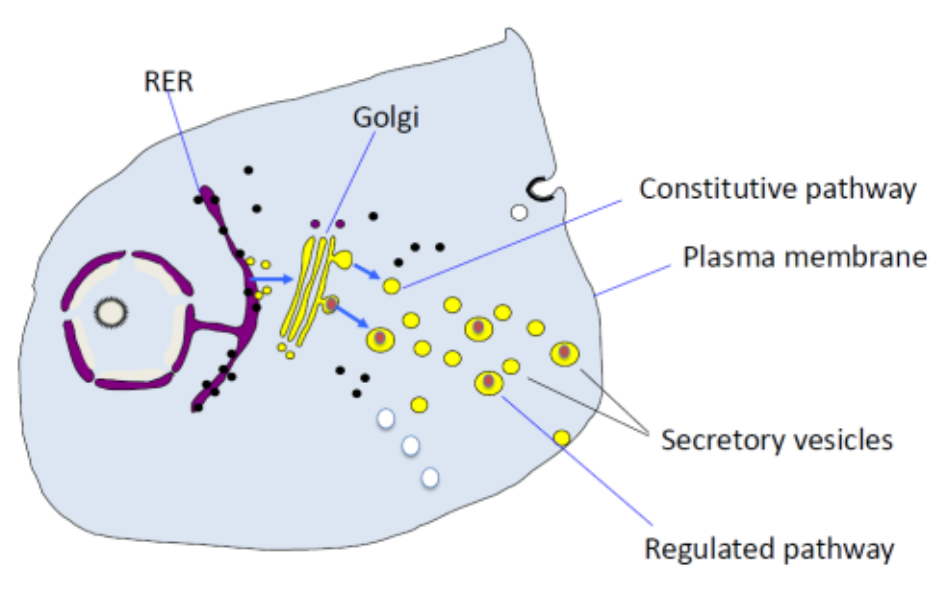 RER
Golgi
Constitutive pathway
Plasma membrane
Secretory vesicles
Regulated pathway